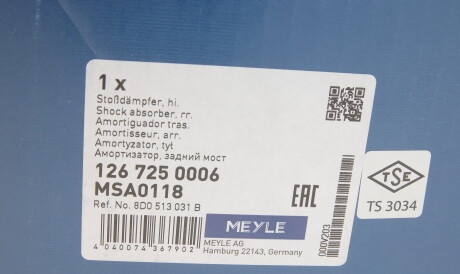 1 x
Stoßdämpfer, hi.
Shock absorber, rr.
Amortiguador tras.
Amortisseur, arr.
Amortyzator, tył
Амортизатор, задний мост
126 725 0006
MSA0118
Ref. No. 8D0 513 031 B
EAC
MEYLE
MEYLE AG
Hamburg 22143, Germany
4 040074 367902
000V203
TSE
TS 3034